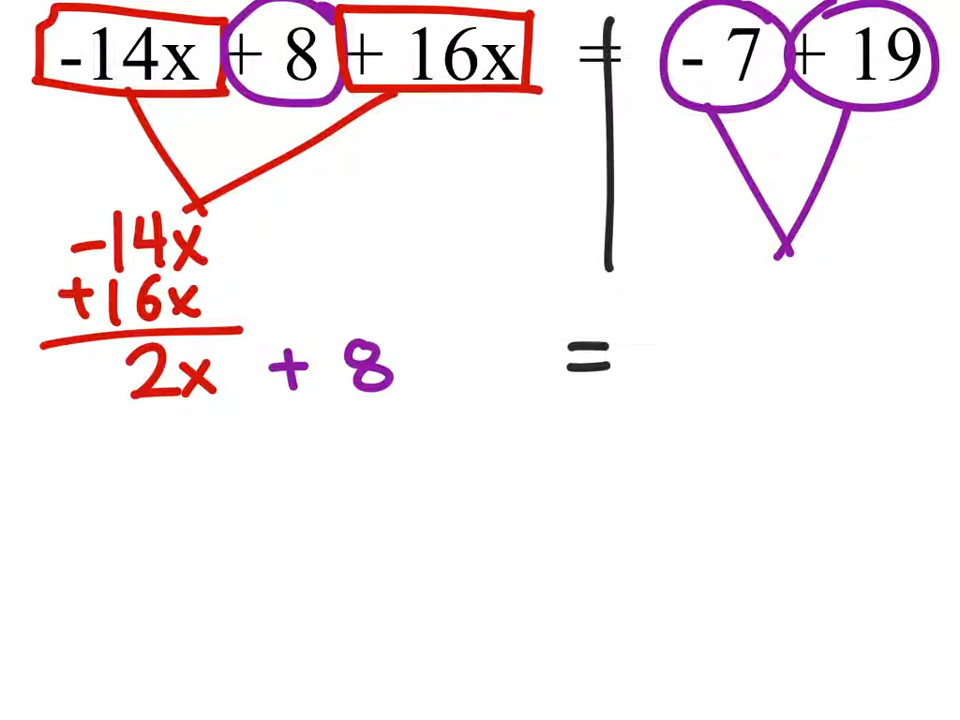 -14x + 8 + 16x = - 7 + 19
-14x
+16x
2x + 8 =